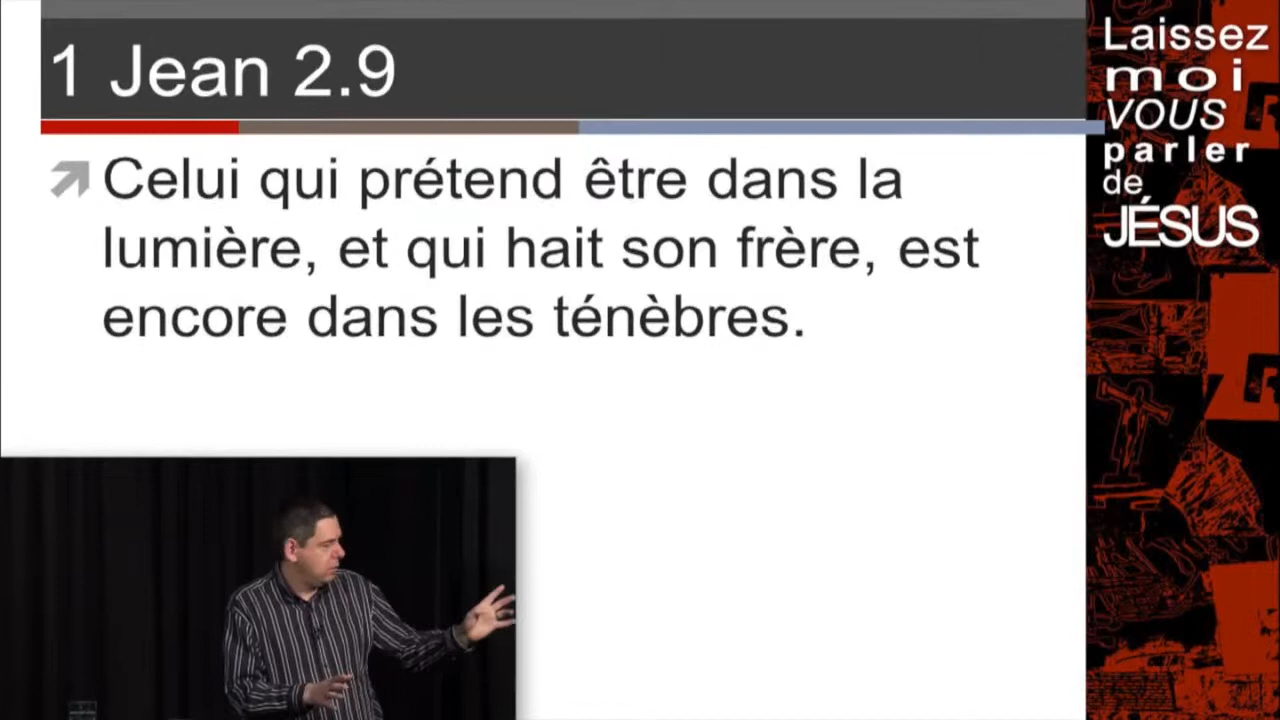 1 Jean 2.9
Celui qui prétend être dans la
lumière, et qui hait son frère, est
encore dans les ténèbres.
Laissez
moi
VOUS
parler
de
JÉSUS